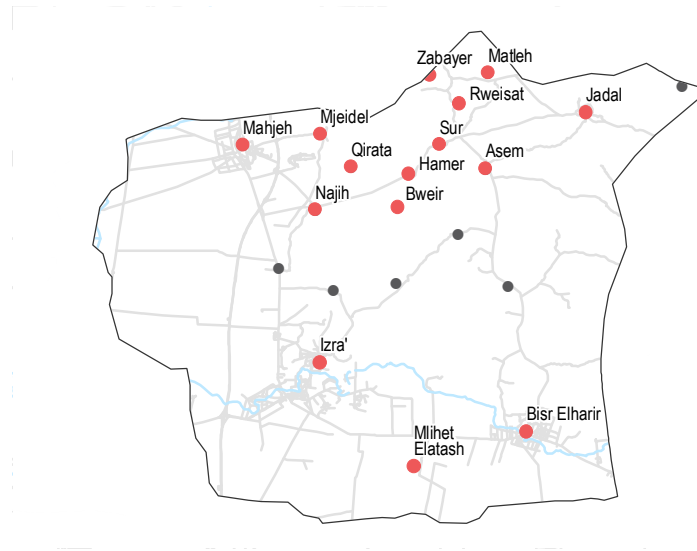 Zabayer
Matleh
Rweisat
Jadal
Mjeidel
Mahjeh
Sur
Qirata
Asem
Hamer
Najih
Bweir
Izra'
Bisr Elharir
Mlihet
Elatash